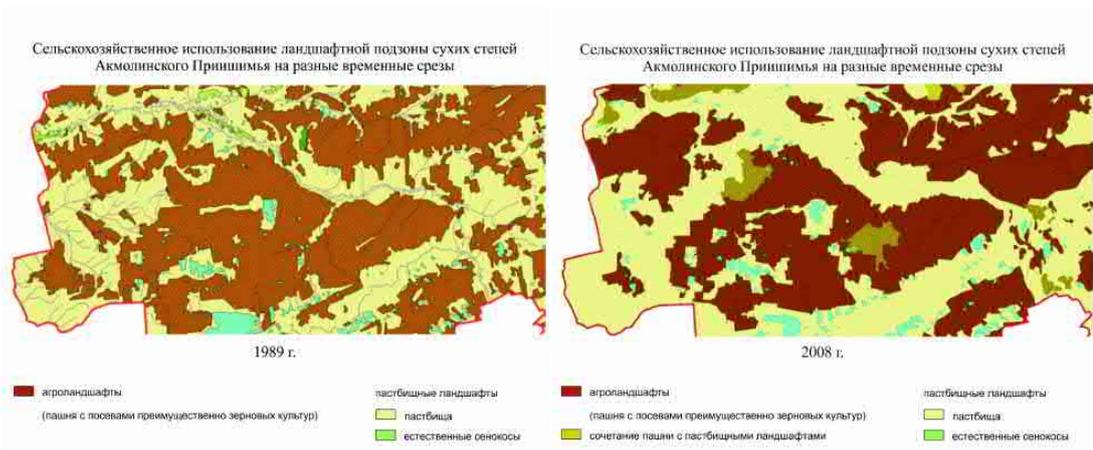 Сельскохозяйственное использование ландшафтной подзоны сухих степей
Акмолинского Приишимья на разные временные срезы
1989 г.
агроландшафты
(пашня с посевами преимущественно зерновых культур)
пастбищные ландшафты
пастбища
естественные сенокосы
Сельскохозяйственное использование ландшафтной подзоны сухих степей
Акмолинского Приишимья на разные временные срезы
2008 г.
агроландшафты
(пашня с посевами преимущественно зерновых культур)
сочетание пашни с пастбищными ландшафтами
пастбищные ландшафты
пастбища
естественные сенокосы